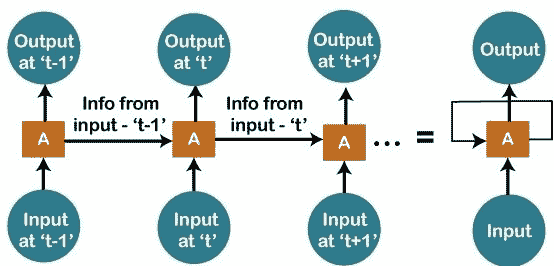 Output
at 't-1'
Output
at 't'
Output
at 't+1'
Output
Info from
input - 't-1'
Info from
input - 't'
A
A
A
... =
A
Input
at 't-1'
Input
at 't'
Input
at 't+1'
Input